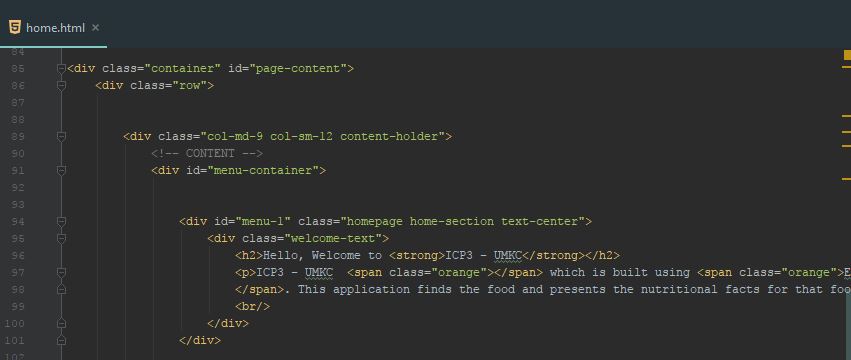 home.html
84
85 <div class="container" id="page-content">
86 <div class="row">
87
88
89 <div class="col-md-9 col-sm-12 content-holder">
90 <!-- CONTENT -->
91 <div id="menu-container">
92
93
94 <div id="menu-1" class="homepage home-section text-center">
95 <div class="welcome-text">
96 <h2>Hello, Welcome to <strong>ICP3 - UMKC</strong></h2>
97 <p>ICP3 - UMKC <span class="orange"></span> which is built using <span class="orange">E
98 </span>. This application finds the food and presents the nutritional facts for that foo
99 <br/>
100 </div>
101 </div>
102